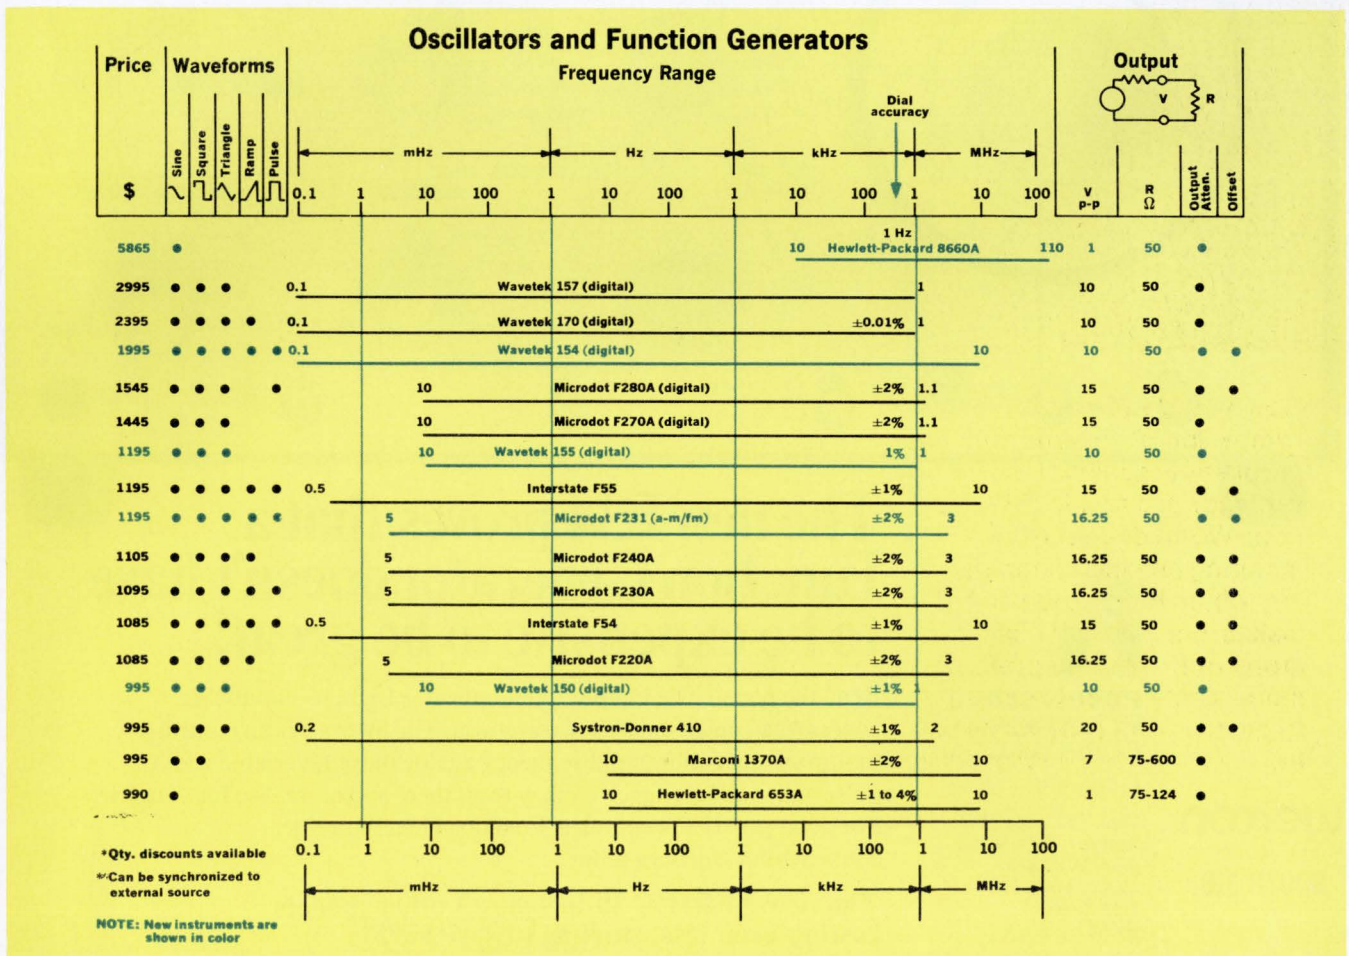 Oscillators and Function Generators
Frequency Range
Price
$
Waveforms
Sine
Square
Triangle
Ramp
Pulse
Dial
accuracy
Output
V
R
mHz Hz kHz MHz
0.1 1 10 100 1 10 100 1 10 100 1 10 100
V
p-p
R
Ω
Output
Atten.
Offset
1 Hz
5865 10 Hewlett-Packard 8660A 110 1 50
2995 0.1 Wavetek 157 (digital) 1 10 50
2395 0.1 Wavetek 170 (digital) ±0.01% 1 10 50
1995 0.1 Wavetek 154 (digital) 10 10 50
1545 10 Microdot F280A (digital) ±2% 1.1 15 50
1445 10 Microdot F270A (digital) ±2% 1.1 15 50
1195 10 Wavetek 155 (digital) 1% 1 10 50
1195 0.5 Interstate F55 ±1% 10 15 50
1195 5 Microdot F231 (a-m/fm) ±2% 3 16.25 50
1105 5 Microdot F240A ±2% 3 16.25 50
1095 5 Microdot F230A ±2% 3 16.25 50
1085 0.5 Interstate F54 ±1% 10 15 50
1085 5 Microdot F220A ±2% 3 16.25 50
995 10 Wavetek 150 (digital) ±1% 1 10 50
995 0.2 Systron-Donner 410 ±1% 2 20 50
995 10 Marconi 1370A ±2% 10 7 75-600
990 10 Hewlett-Packard 653A ±1 to 4% 10 1 75-124
0.1 1 10 100 1 10 100 1 10 100 1 10 100
mHz Hz kHz MHz
*Qty. discounts available
**Can be synchronized to
external source
NOTE: New instruments are
shown in color